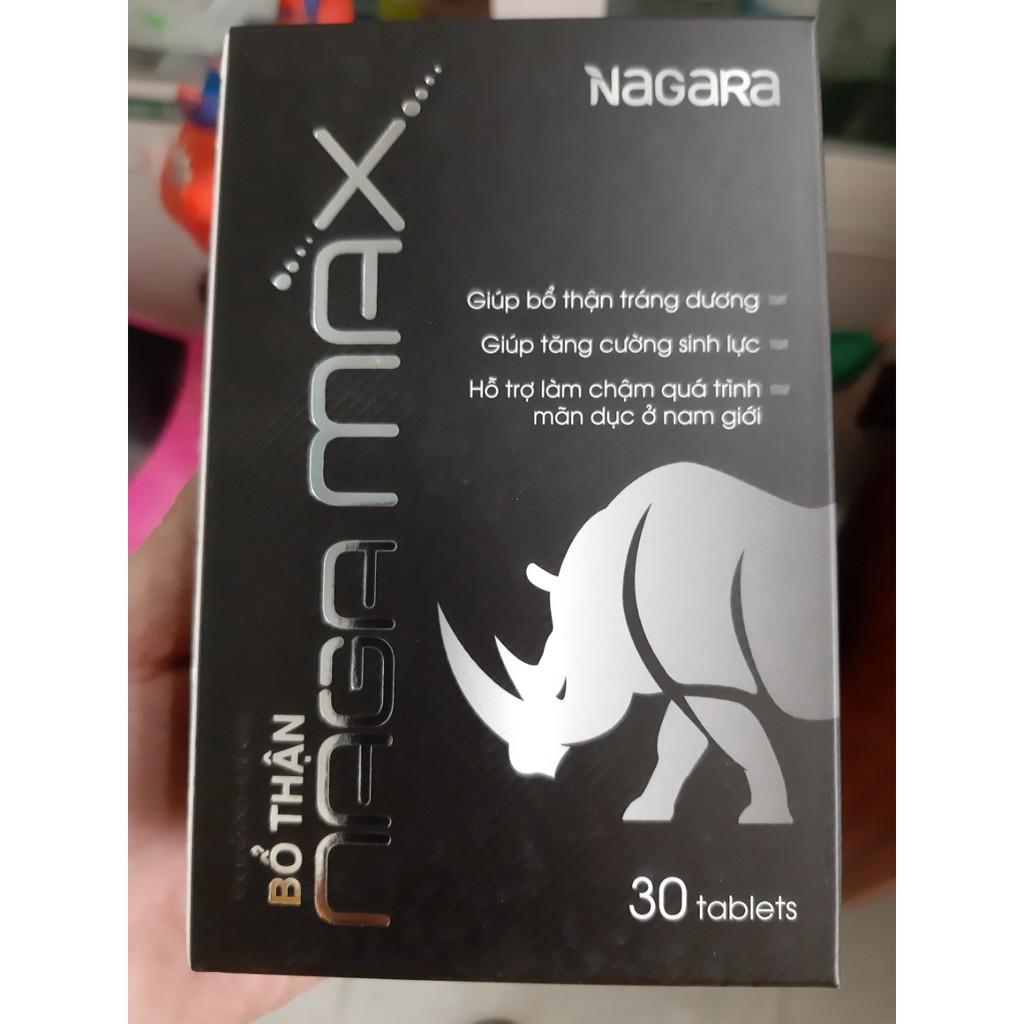 NAGARA
BỔ THẬN
NAGA MAX
Giúp bổ thận tráng dương
Giúp tăng cường sinh lực
Hỗ trợ làm chậm quá trình
mãn dục ở nam giới
30 tablets